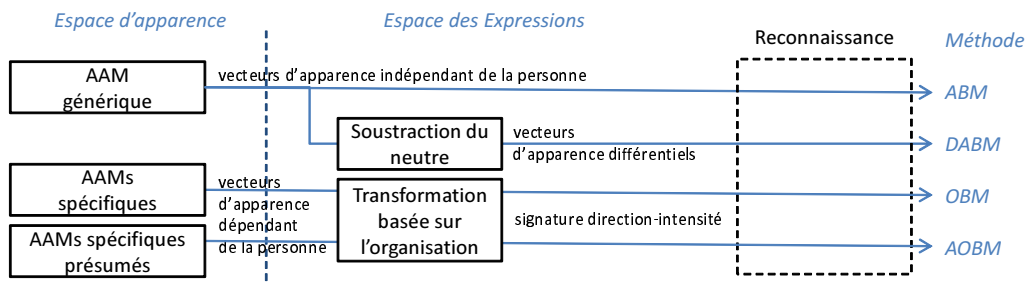 Espace d’apparence
Espace des Expressions
Reconnaissance
Méthode
AAM
générique
vecteurs d’apparence indépendant de la personne
ABM
Soustraction du
neutre
vecteurs
d’apparence différentiels
DABM
AAMs
spécifiques
vecteurs
d’apparence
dépendant
de la personne
Transformation
basée sur
l’organisation
OBM
signature direction-intensité
AAMs spécifiques
présumés
AOBM